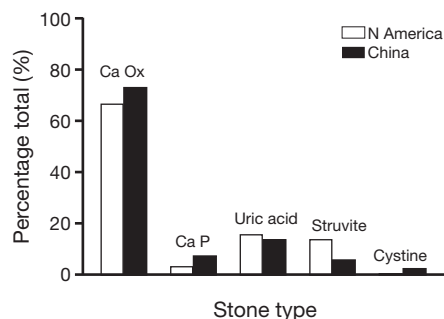 100
80
60
40
20
0
Percentage total (%)
N America
China
Ca Ox
Ca P
Uric acid
Struvite
Cystine
Stone type